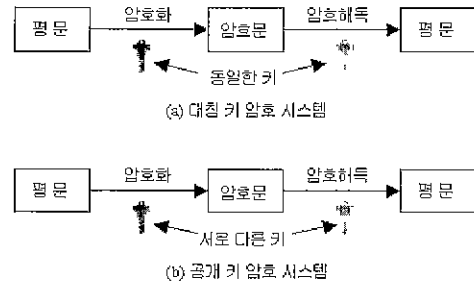 암호화 암호해독
평문 암호문 평문
동일한 키
(a) 대칭 키 암호 시스템
암호화 암호해독
평문 암호문 평문
서로 다른 키
(b) 공개 키 암호 시스템